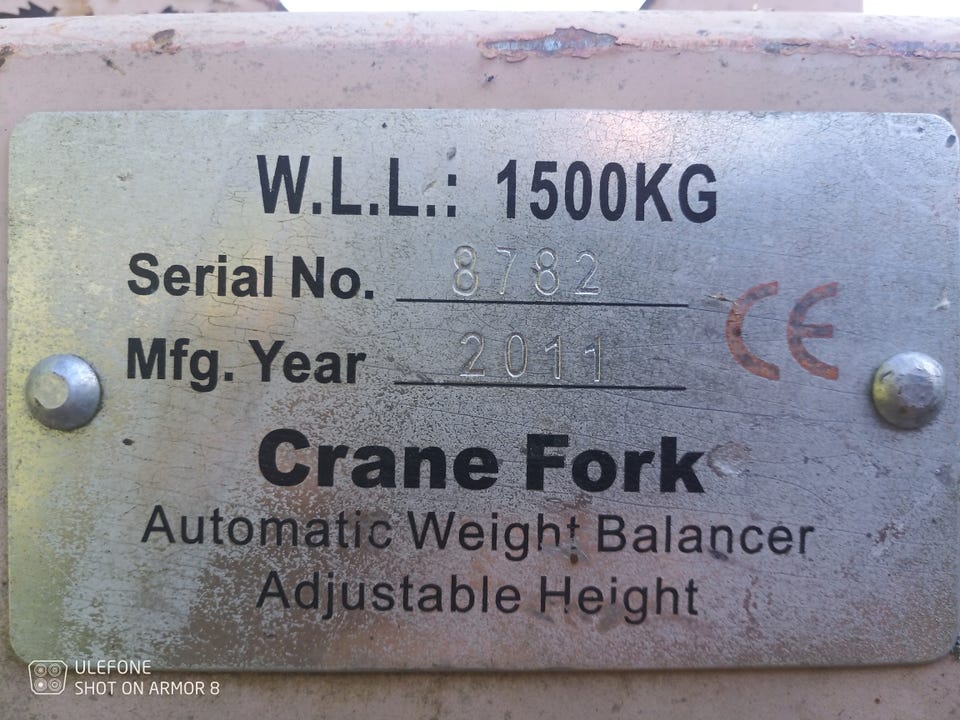 W.L.L.: 1500KG
Serial No. 8782
CE
Mfg. Year 2011
Crane Fork
Automatic Weight Balancer
Adjustable Height
ULEFONE
SHOT ON ARMOR 8